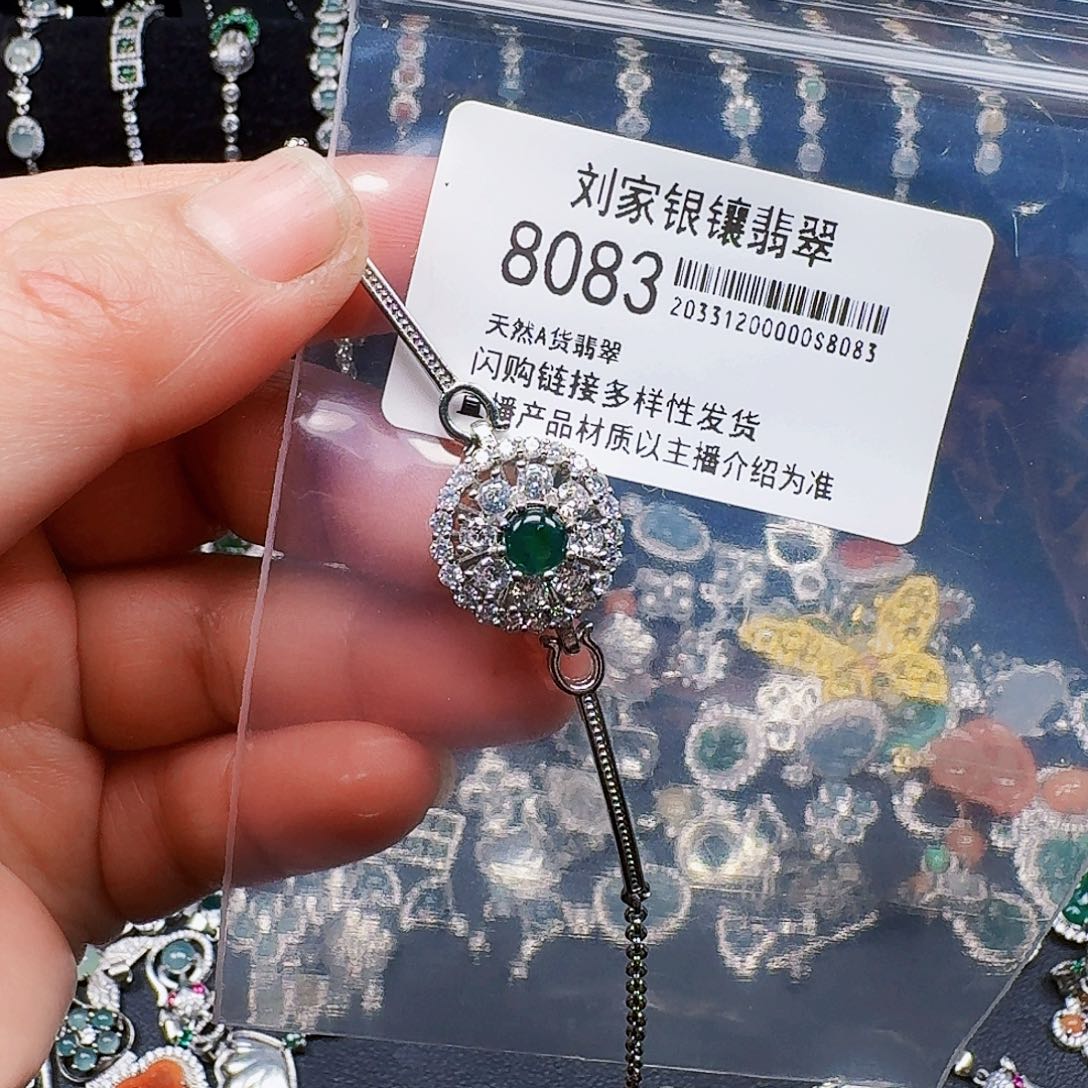 刘家银镶翡翠
8083
20331200000S8083
天然A货翡翠
闪购链接多样性发货
播产品材质以主播介绍为准